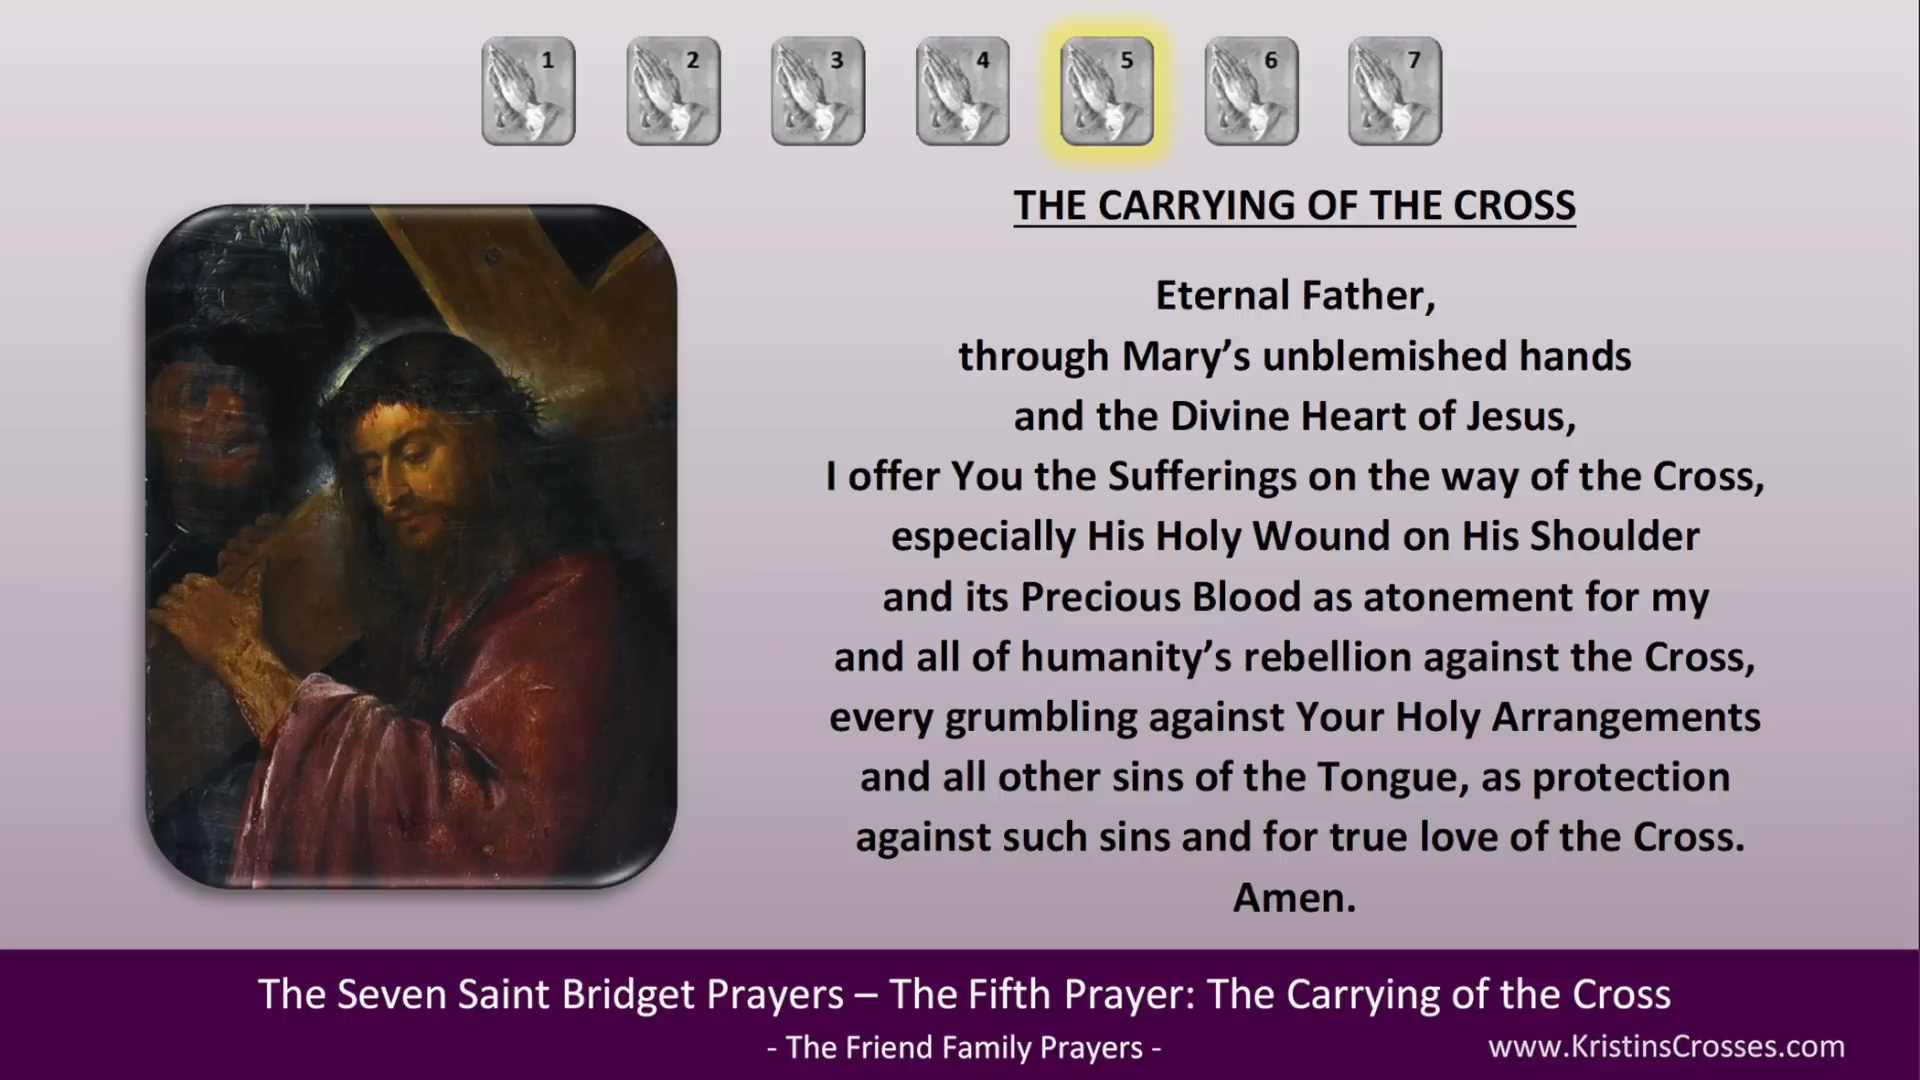 1 2 3 4 5 6 7
THE CARRYING OF THE CROSS
Eternal Father,
through Mary’s unblemished hands
and the Divine Heart of Jesus,
I offer You the Sufferings on the way of the Cross,
especially His Holy Wound on His Shoulder
and its Precious Blood as atonement for my
and all of humanity’s rebellion against the Cross,
every grumbling against Your Holy Arrangements
and all other sins of the Tongue, as protection
against such sins and for true love of the Cross.
Amen.
The Seven Saint Bridget Prayers – The Fifth Prayer: The Carrying of the Cross
- The Friend Family Prayers -
www.KristinsCrosses.com